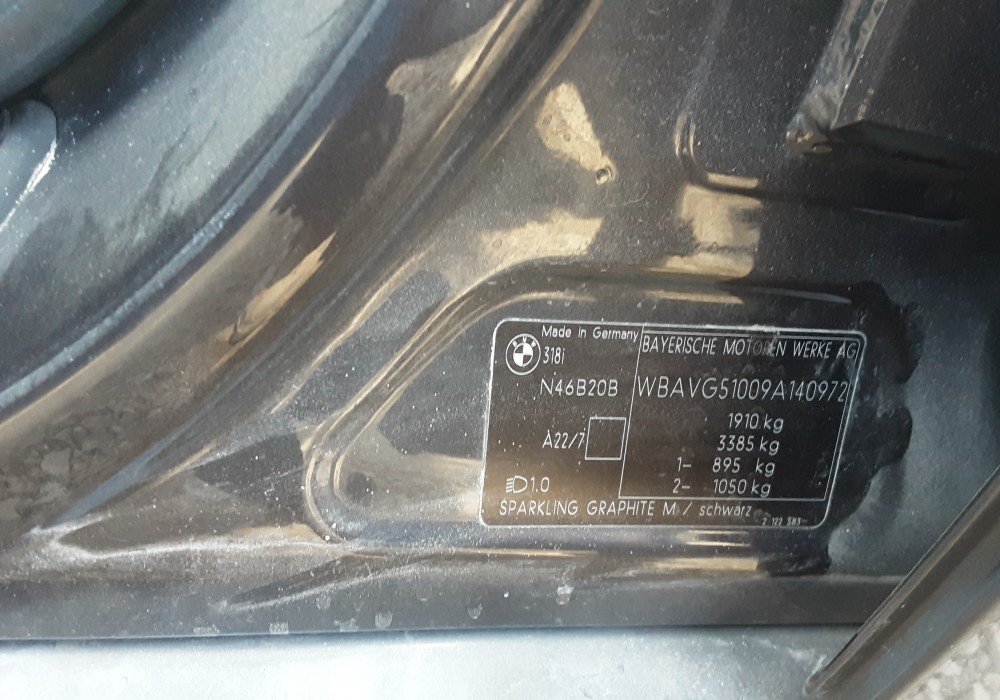 BMW
Made in Germany
318i
BAYERISCHE MOTOREN WERKE AG
N46B20B
WBAVG51009A140972
1910 kg
3385 kg
1- 895 kg
2- 1050 kg
A22/7
1.0
SPARKLING GRAPHITE M / schwarz